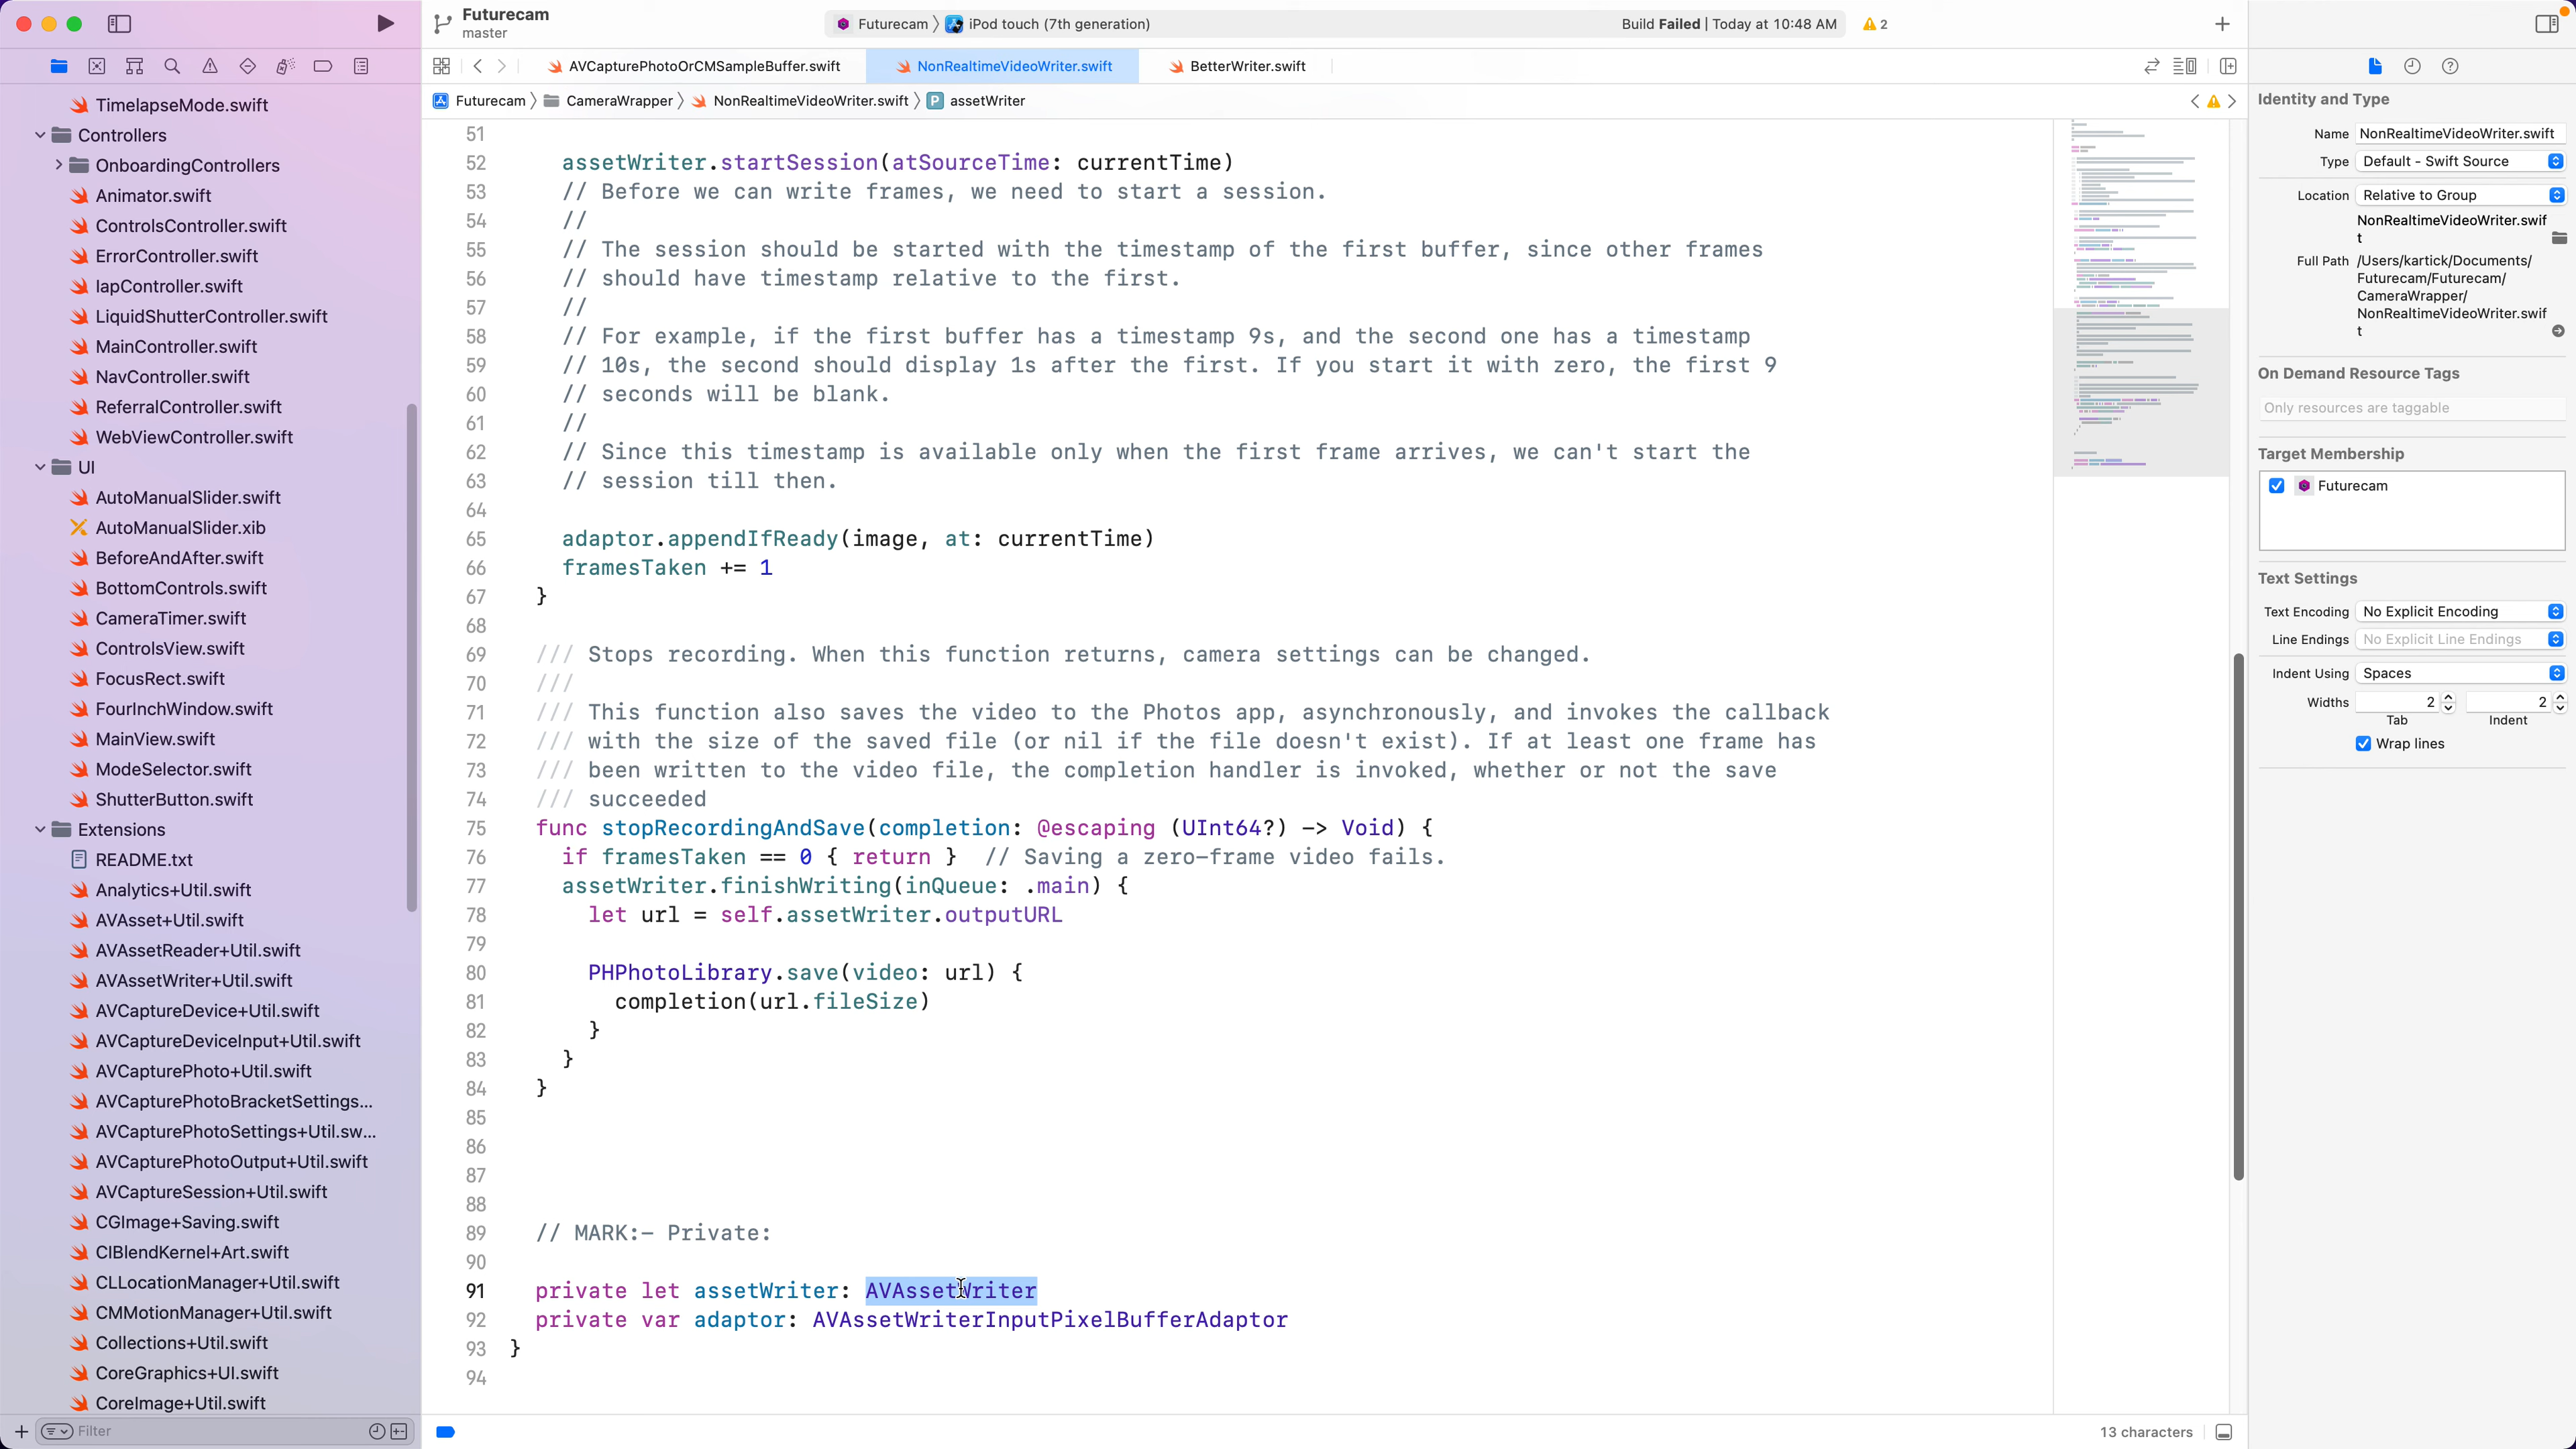 Futurecam
master
Futurecam
iPod touch (7th generation)
Build Failed | Today at 10:48 AM
2
AVCapturePhotoOrCMSampleBuffer.swift
NonRealtimeVideoWriter.swift
BetterWriter.swift
Futurecam
CameraWrapper
NonRealtimeVideoWriter.swift
P assetWriter
TimelapseMode.swift
Controllers
OnboardingControllers
Animator.swift
ControlsController.swift
ErrorController.swift
IapController.swift
LiquidShutterController.swift
MainController.swift
NavController.swift
ReferralController.swift
WebViewController.swift
UI
AutoManualSlider.swift
AutoManualSlider.xib
BeforeAndAfter.swift
BottomControls.swift
CameraTimer.swift
ControlsView.swift
FocusRect.swift
FourInchWindow.swift
MainView.swift
ModeSelector.swift
ShutterButton.swift
Extensions
README.txt
Analytics+Util.swift
AVAsset+Util.swift
AVAssetReader+Util.swift
AVAssetWriter+Util.swift
AVCaptureDevice+Util.swift
AVCaptureDeviceInput+Util.swift
AVCapturePhoto+Util.swift
AVCapturePhotoBracketSettings...
AVCapturePhotoSettings+Util.sw...
AVCapturePhotoOutput+Util.swift
AVCaptureSession+Util.swift
CGImage+Saving.swift
CIBlendKernel+Art.swift
CLLocationManager+Util.swift
CMMotionManager+Util.swift
Collections+Util.swift
CoreGraphics+UI.swift
CoreImage+Util.swift
Filter
51
52 assetWriter.startSession(atSourceTime: currentTime)
53 // Before we can write frames, we need to start a session.
54 //
55 // The session should be started with the timestamp of the first buffer, since other frames
56 // should have timestamp relative to the first.
57 //
58 // For example, if the first buffer has a timestamp 9s, and the second one has a timestamp
59 // 10s, the second should display 1s after the first. If you start it with zero, the first 9
60 // seconds will be blank.
61 //
62 // Since this timestamp is available only when the first frame arrives, we can't start the
63 // session till then.
64
65 adaptor.appendIfReady(image, at: currentTime)
66 framesTaken += 1
67 }
68
69 /// Stops recording. When this function returns, camera settings can be changed.
70 ///
71 /// This function also saves the video to the Photos app, asynchronously, and invokes the callback
72 /// with the size of the saved file (or nil if the file doesn't exist). If at least one frame has
73 /// been written to the video file, the completion handler is invoked, whether or not the save
74 /// succeeded
75 func stopRecordingAndSave(completion: @escaping (UInt64?) -> Void) {
76 if framesTaken == 0 { return } // Saving a zero-frame video fails.
77 assetWriter.finishWriting(inQueue: .main) {
78 let url = self.assetWriter.outputURL
79
80 PHPhotoLibrary.save(video: url) {
81 completion(url.fileSize)
82 }
83 }
84 }
85
86
87
88
89 // MARK:- Private:
90
91 private let assetWriter: AVAssetWriter
92 private var adaptor: AVAssetWriterInputPixelBufferAdaptor
93 }
94
13 characters
Identity and Type
Name NonRealtimeVideoWriter.swift
Type Default - Swift Source
Location Relative to Group
NonRealtimeVideoWriter.swif
t
Full Path /Users/kartick/Documents/
Futurecam/Futurecam/
CameraWrapper/
NonRealtimeVideoWriter.swif
t
On Demand Resource Tags
Only resources are taggable
Target Membership
Futurecam
Text Settings
Text Encoding No Explicit Encoding
Line Endings No Explicit Line Endings
Indent Using Spaces
Widths 2 2
Tab Indent
Wrap lines